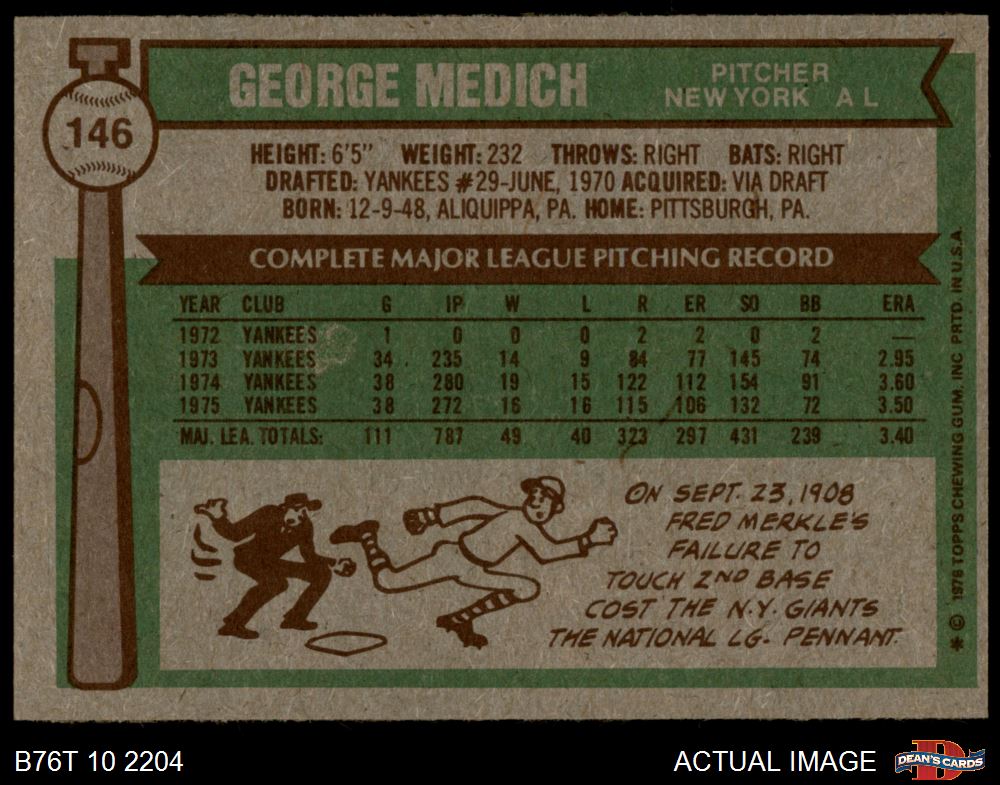 146
GEORGE MEDICH
PITCHER
NEW YORK A L
HEIGHT: 6'5" WEIGHT: 232 THROWS: RIGHT BATS: RIGHT
DRAFTED: YANKEES #29-JUNE, 1970 ACQUIRED: VIA DRAFT
BORN: 12-9-48, ALIQUIPPA, PA. HOME: PITTSBURGH, PA.
COMPLETE MAJOR LEAGUE PITCHING RECORD
YEAR CLUB G IP W L R ER SO BB ERA
1972 YANKEES 1 0 0 0 2 2 0 2 —
1973 YANKEES 34 235 14 9 84 77 145 74 2.95
1974 YANKEES 38 280 19 15 122 112 154 91 3.60
1975 YANKEES 38 272 16 16 115 106 132 72 3.50
MAJ. LEA. TOTALS: 111 787 49 40 323 297 431 239 3.40
ON SEPT. 23, 1908
FRED MERKLE'S
FAILURE TO
TOUCH 2ND BASE
COST THE N.Y. GIANTS
THE NATIONAL LG. PENNANT.
* © 1976 TOPPS CHEWING GUM, INC PRTD. IN U.S.A.
B76T 10 2204
ACTUAL IMAGE
D
DEAN'S CARDS